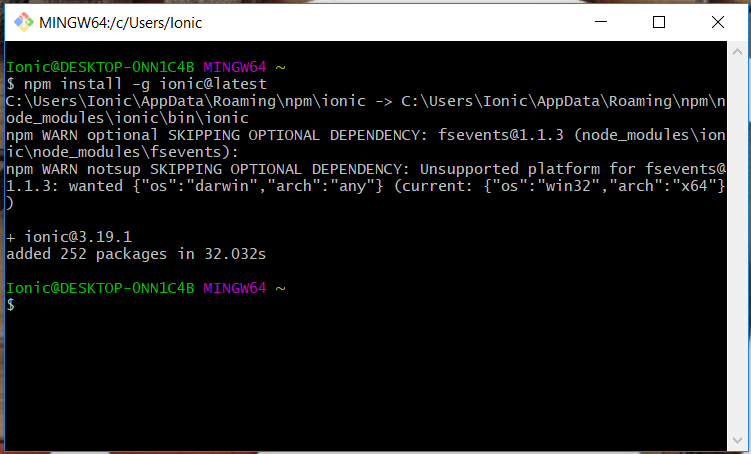 MINGW64:/c/Users/Ionic
Ionic@DESKTOP-0NN1C4B MINGW64 ~
$ npm install -g ionic@latest
C:\Users\Ionic\AppData\Roaming\npm\ionic -> C:\Users\Ionic\AppData\Roaming\npm\n
ode_modules\ionic\bin\ionic
npm WARN optional SKIPPING OPTIONAL DEPENDENCY: fsevents@1.1.3 (node_modules\ion
ic\node_modules\fsevents):
npm WARN notsup SKIPPING OPTIONAL DEPENDENCY: Unsupported platform for fsevents@
1.1.3: wanted {"os":"darwin","arch":"any"} (current: {"os":"win32","arch":"x64"}
)
+ ionic@3.19.1
added 252 packages in 32.032s
Ionic@DESKTOP-0NN1C4B MINGW64 ~
$